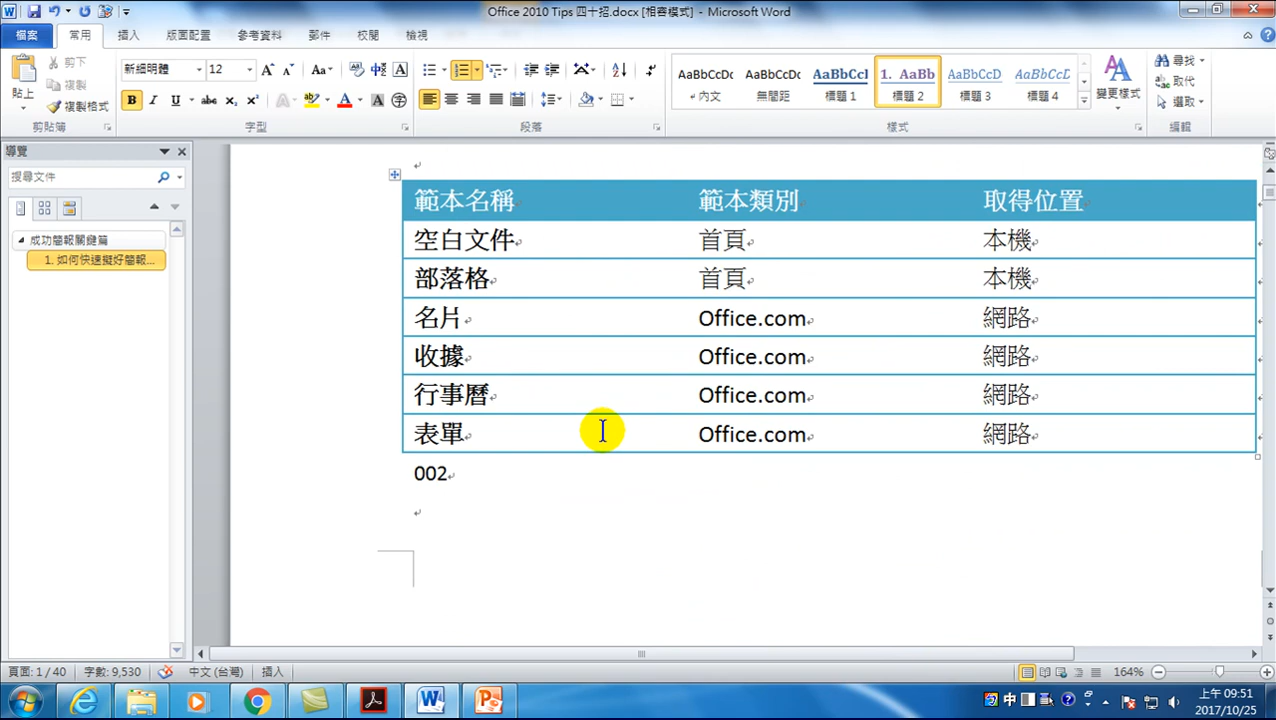 Office 2010 Tips 四十招.docx [相容模式] - Microsoft Word
檔案 常用 插入 版面配置 參考資料 郵件 校閱 檢視
貼上 剪下 複製 複製格式 剪貼簿
新細明體 12 字型
段落
AaBbCcDc 內文
AaBbCcDc 無間距
AaBbCcI 標題 1
1. AaBb 標題 2
AaBbCcD 標題 3
AaBbCcD 標題 4
變更樣式 樣式
尋找 取代 選取 編輯
導覽
搜尋文件
成功簡報關鍵篇
1. 如何快速擬好簡報...
範本名稱 範本類別 取得位置
空白文件 首頁 本機
部落格 首頁 本機
名片 Office.com 網路
收據 Office.com 網路
行事曆 Office.com 網路
表單 Office.com 網路
002
頁面: 1 / 40 字數: 9,530 中文 (台灣) 插入 164%
中 上午 09:51
2017/10/25